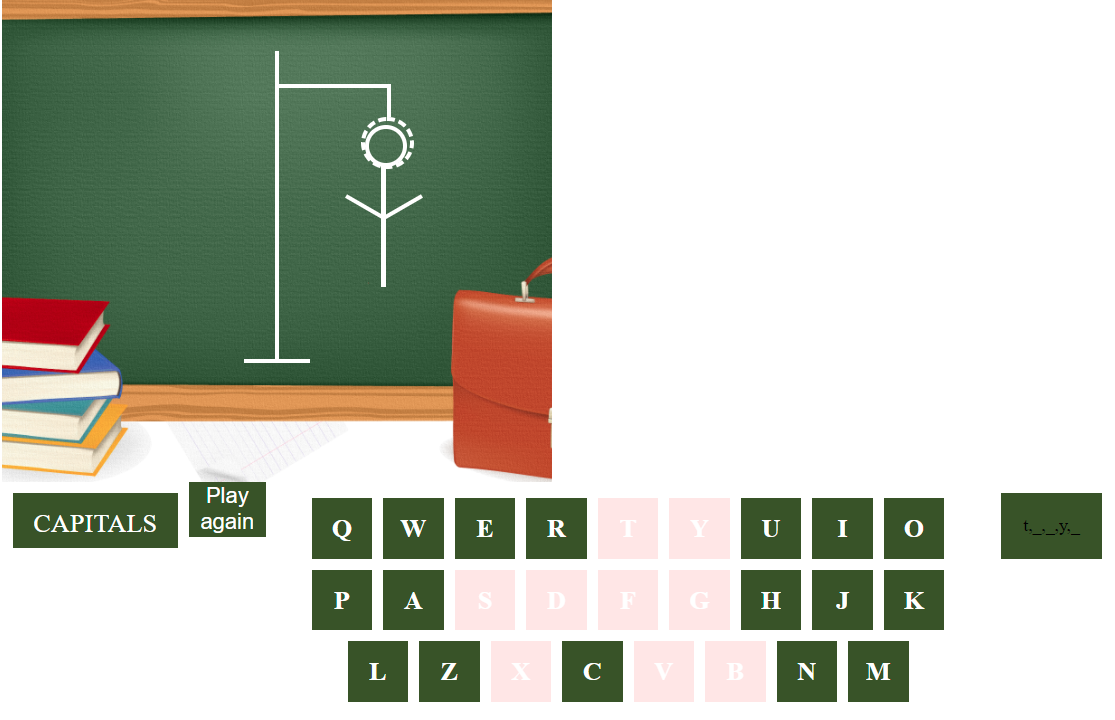 CAPITALS
Play
again
Q W E R T Y U I O
t,_,_,y,_
P A S D F G H J K
L Z X C V B N M